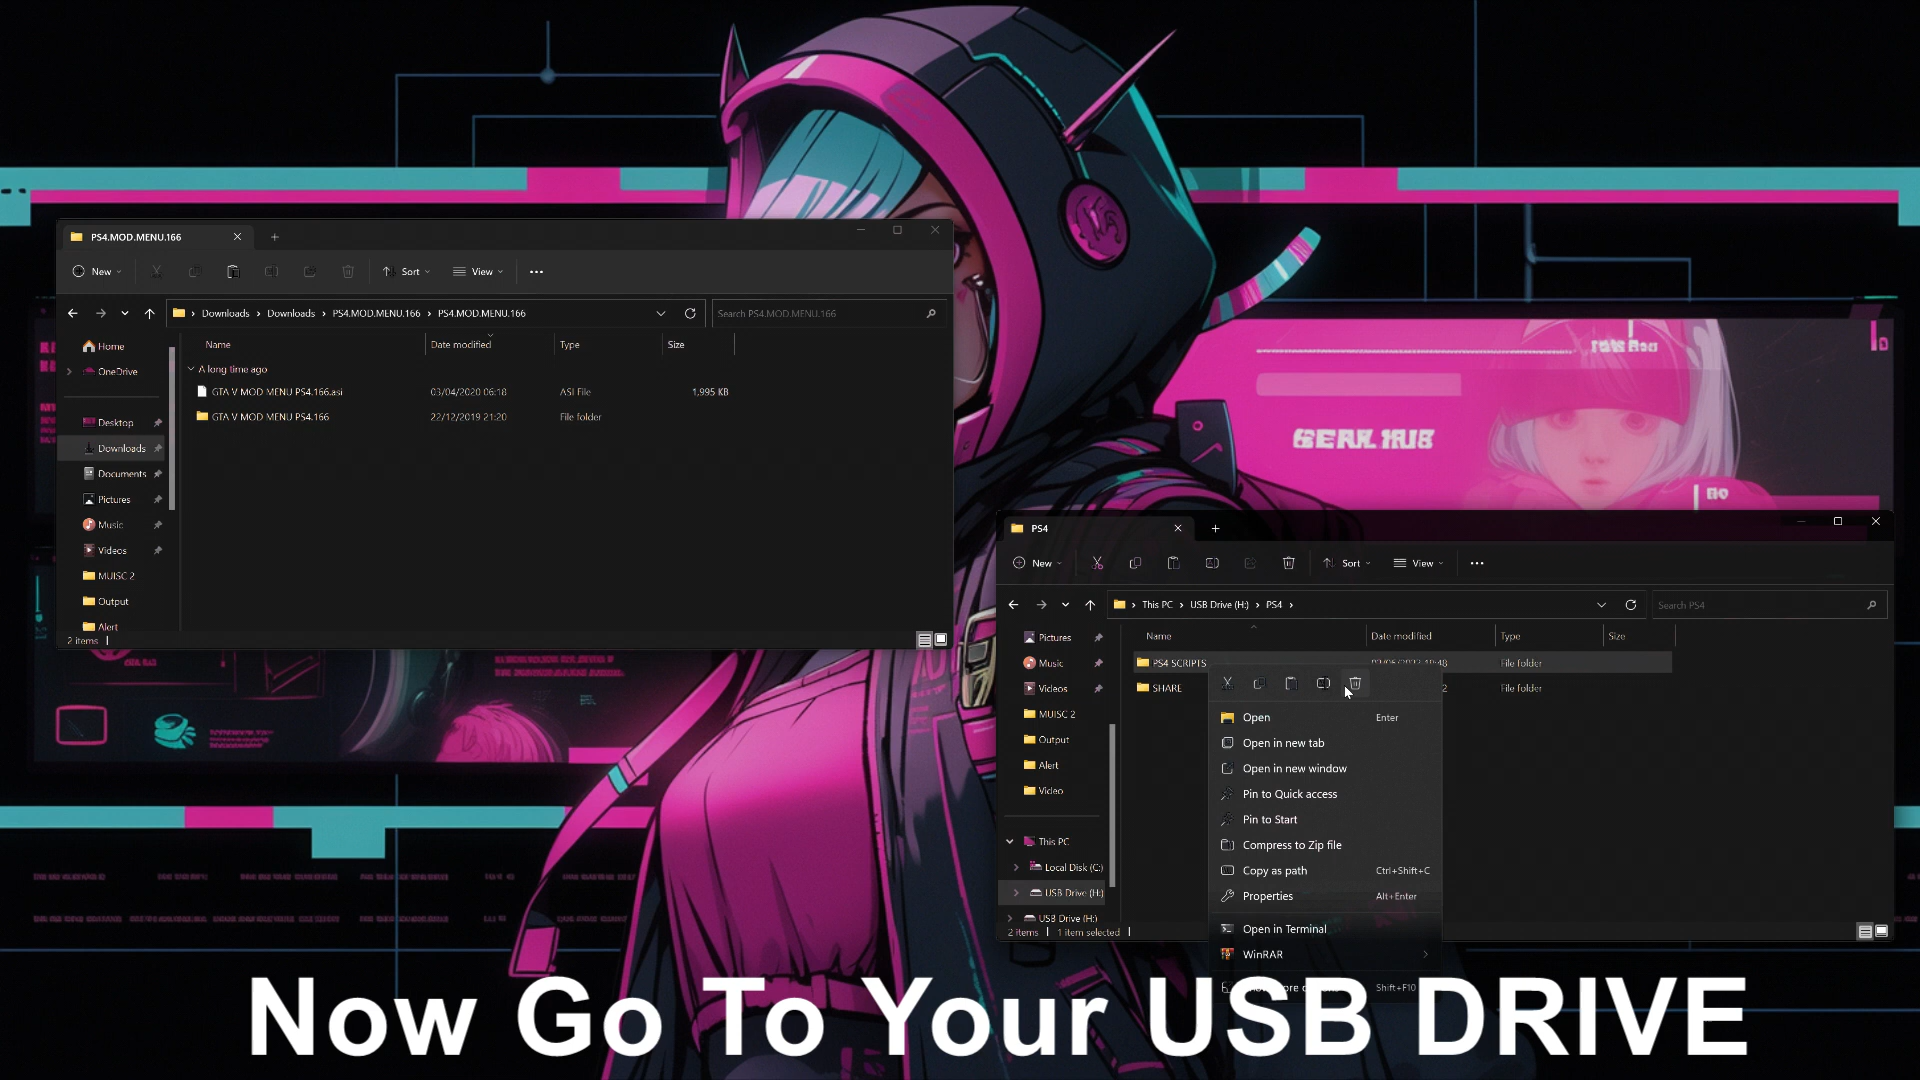 PS4.MOD.MENU.166
New
Sort
View
Downloads > Downloads > PS4.MOD.MENU.166 > PS4.MOD.MENU.166
Search PS4.MOD.MENU.166
Name Date modified Type Size
Home
OneDrive
Desktop
Downloads
Documents
Pictures
Music
Videos
MUISC 2
Output
Alert
A long time ago
GTA V MOD MENU PS4.166.asi 03/04/2020 06:18 ASI File 1,995 KB
GTA V MOD MENU PS4.166 22/12/2019 21:20 File folder
2 items
PS4
New
Sort
View
This PC > USB Drive (H:) > PS4 >
Search PS4
Name Date modified Type Size
Pictures
Music
Videos
MUISC 2
Output
Alert
Video
This PC
Local Disk (C:)
USB Drive (H:)
USB Drive (H:)
PS4 SCRIPTS File folder
SHARE File folder
Open Enter
Open in new tab
Open in new window
Pin to Quick access
Pin to Start
Compress to Zip file
Copy as path Ctrl+Shift+C
Properties Alt+Enter
Open in Terminal
WinRAR
Shift+F10
2 items 1 item selected
Now Go To Your USB DRIVE